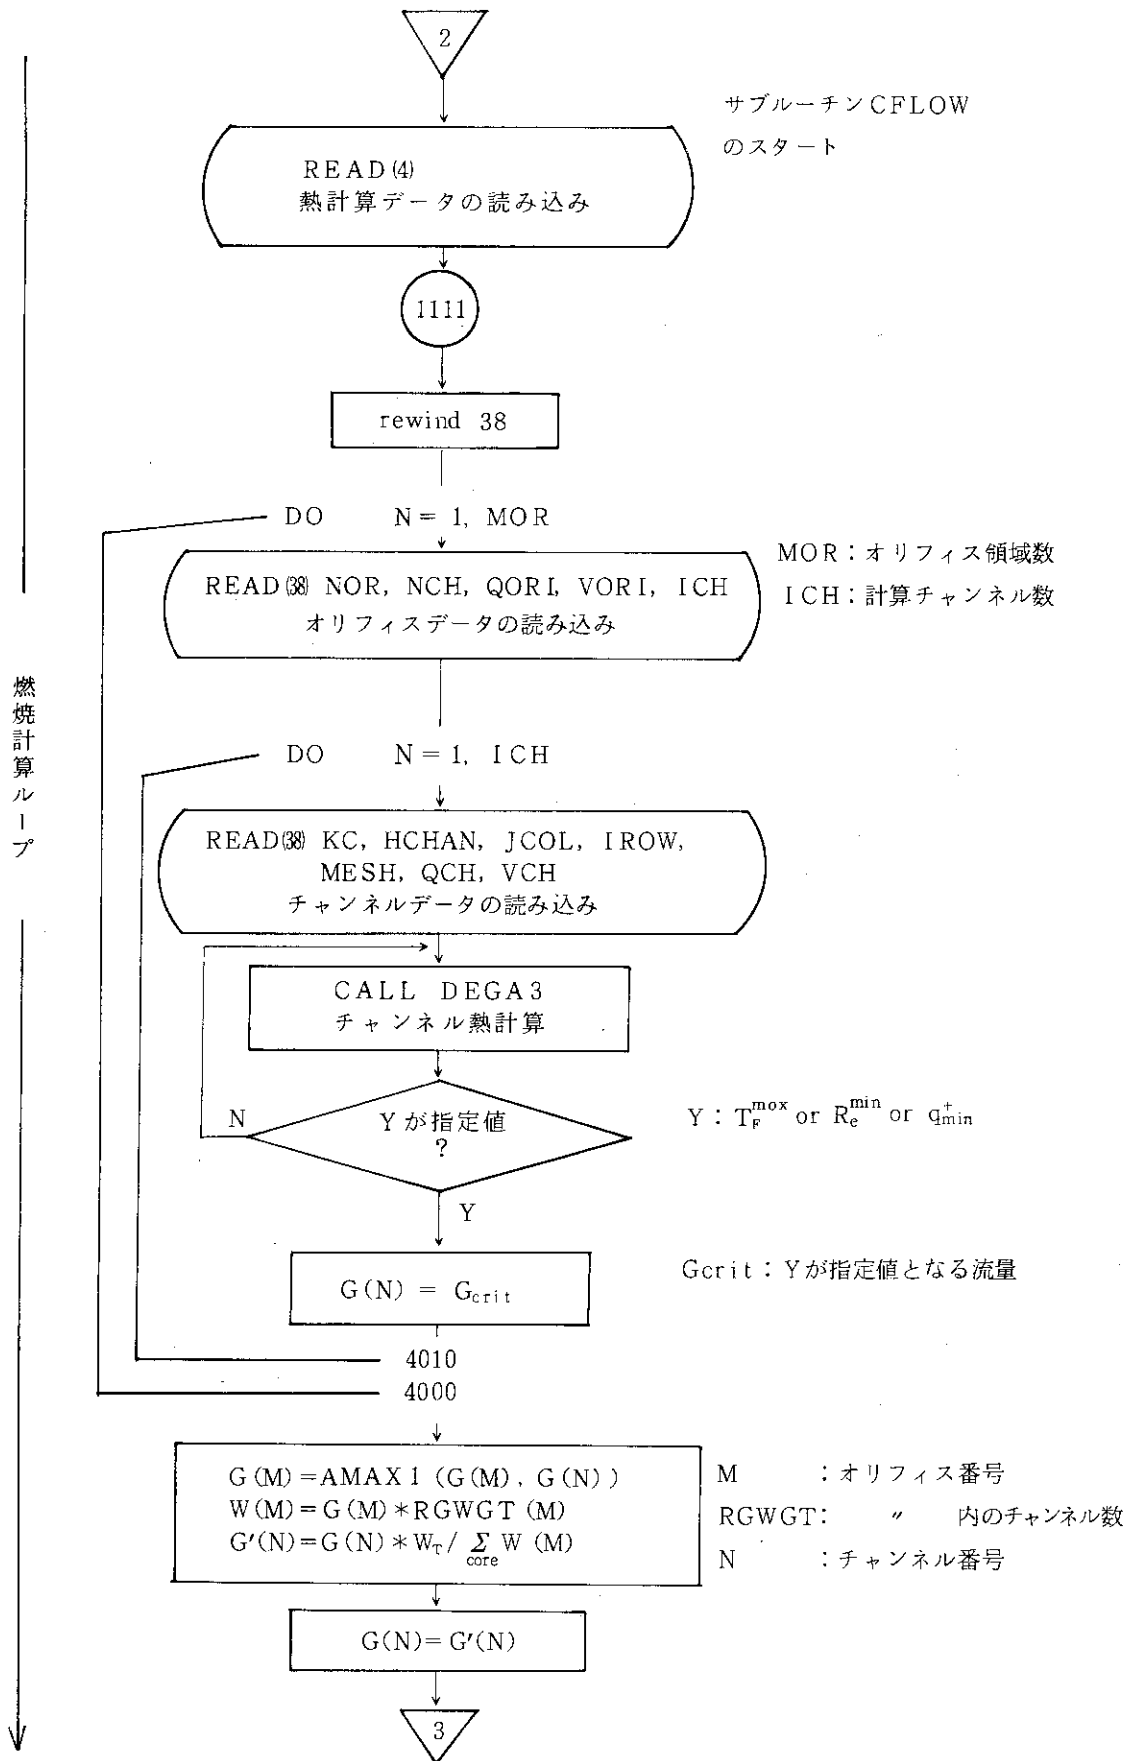 2
サブルーチンCFLOW
のスタート
READ(4)
熱計算データの読み込み
1111
rewind 38
DO N=1, MOR
MOR:オリフィス領域数
READ(38) NOR, NCH, QORI, VORI, ICH
ICH:計算チャンネル数
オリフィスデータの読み込み
燃焼計算ループ
DO N=1, ICH
READ(38) KC, HCHAN, JCOL, IROW,
MESH, QCH, VCH
チャンネルデータの読み込み
CALL DEGA3
チャンネル熱計算
N
Yが指定値
?
Y:T_F^mox or R_e^min or q_min^+
Y
Gcrit:Yが指定値となる流量
G(N) = Gcrit
4010
4000
G(M)=AMAX1(G(M), G(N))
W(M)=G(M)*RGWGT(M)
G′(N)=G(N)*W_T/Σ_core W(M)
M :オリフィス番号
RGWGT: 〃 内のチャンネル数
N :チャンネル番号
G(N)=G′(N)
3